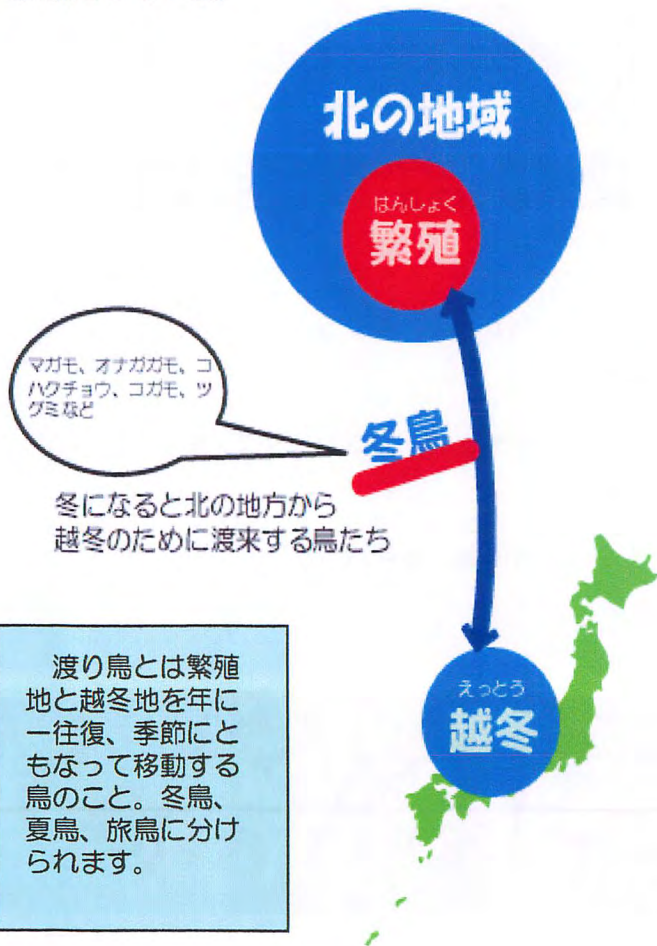 北の地域
はんしょく
繁殖
マガモ、オナガガモ、コ
ハクチョウ、コガモ、ツ
グミなど
冬鳥
冬になると北の地方から
越冬のために渡来する鳥たち
えっとう
越冬
渡り鳥とは繁殖
地と越冬地を年に
一往復、季節にと
もなって移動する
鳥のこと。冬鳥、
夏鳥、旅鳥に分け
られます。